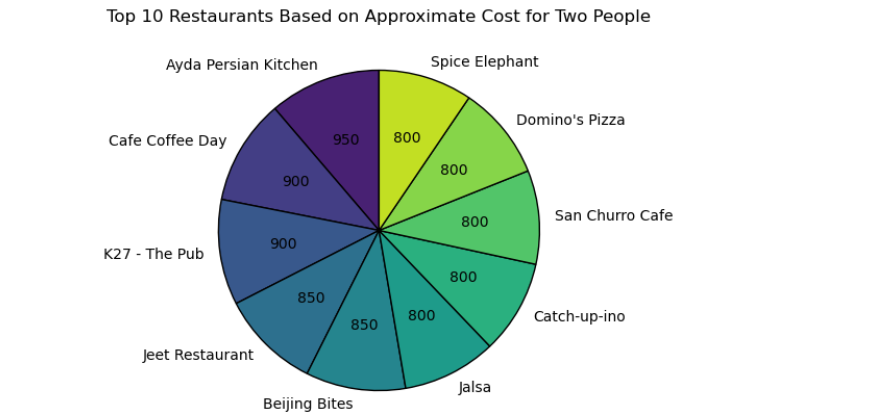 Top 10 Restaurants Based on Approximate Cost for Two People
Ayda Persian Kitchen
950
Cafe Coffee Day
900
K27 - The Pub
900
Jeet Restaurant
850
Beijing Bites
850
Jalsa
800
Catch-up-ino
800
San Churro Cafe
800
Domino's Pizza
800
Spice Elephant
800